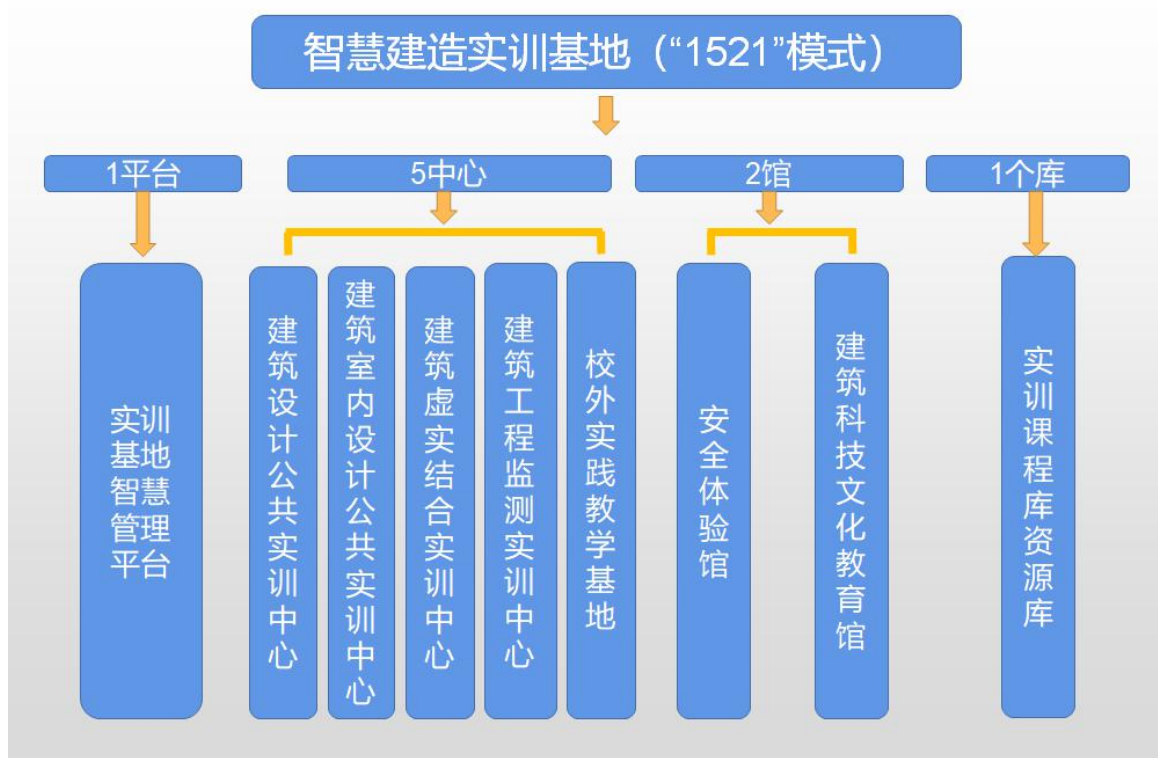 智慧建造实训基地（“1521”模式）
1平台
5中心
2馆
1个库
实训
基地
智慧
管理
平台
建筑设计公共实训中心
建筑室内设计公共实训中心
建筑虚实结合实训中心
建筑工程监测实训中心
校外实践教学基地
安全体验馆
建筑科技文化教育馆
实训课程库资源库